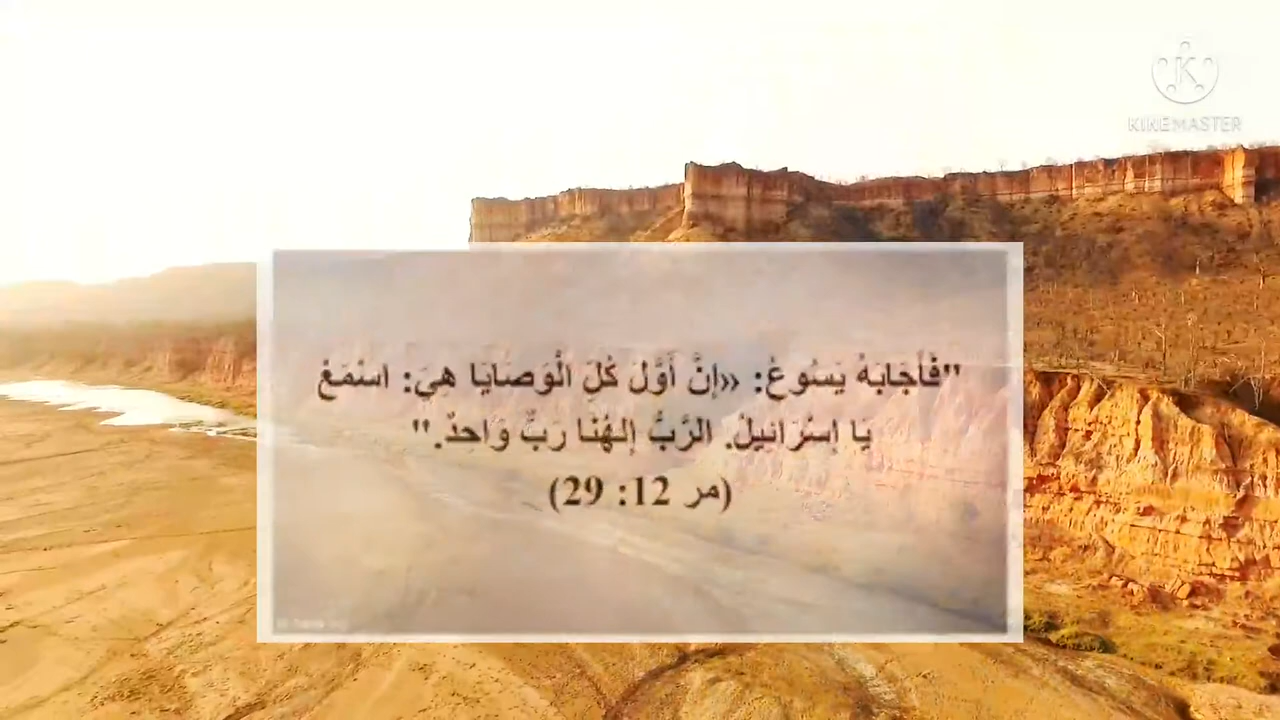 KINEMASTER
"فَأَجَابَهُ يَسُوعُ: «إِنَّ أَوَّلَ كُلِّ الْوَصَايَا هِيَ: اسْمَعْ
يَا إِسْرَائِيلُ. الرَّبُّ إِلهُنَا رَبٌّ وَاحِدٌ."
(مر 12: 29)